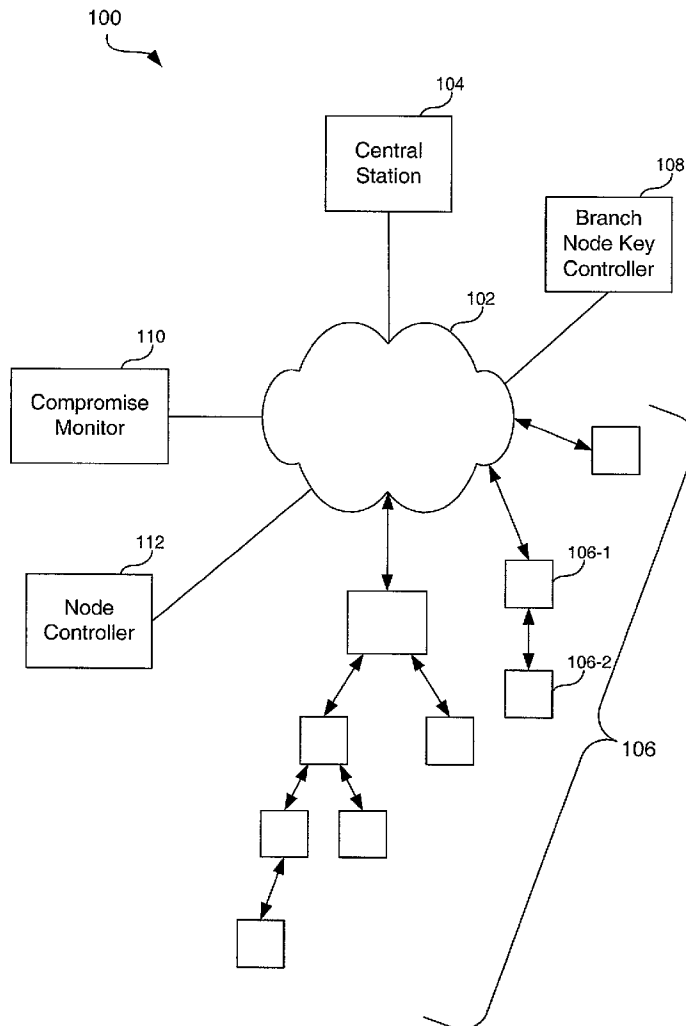 100
104
Central
Station
108
Branch
Node Key
Controller
102
110
Compromise
Monitor
112
Node
Controller
106-1
106-2
106